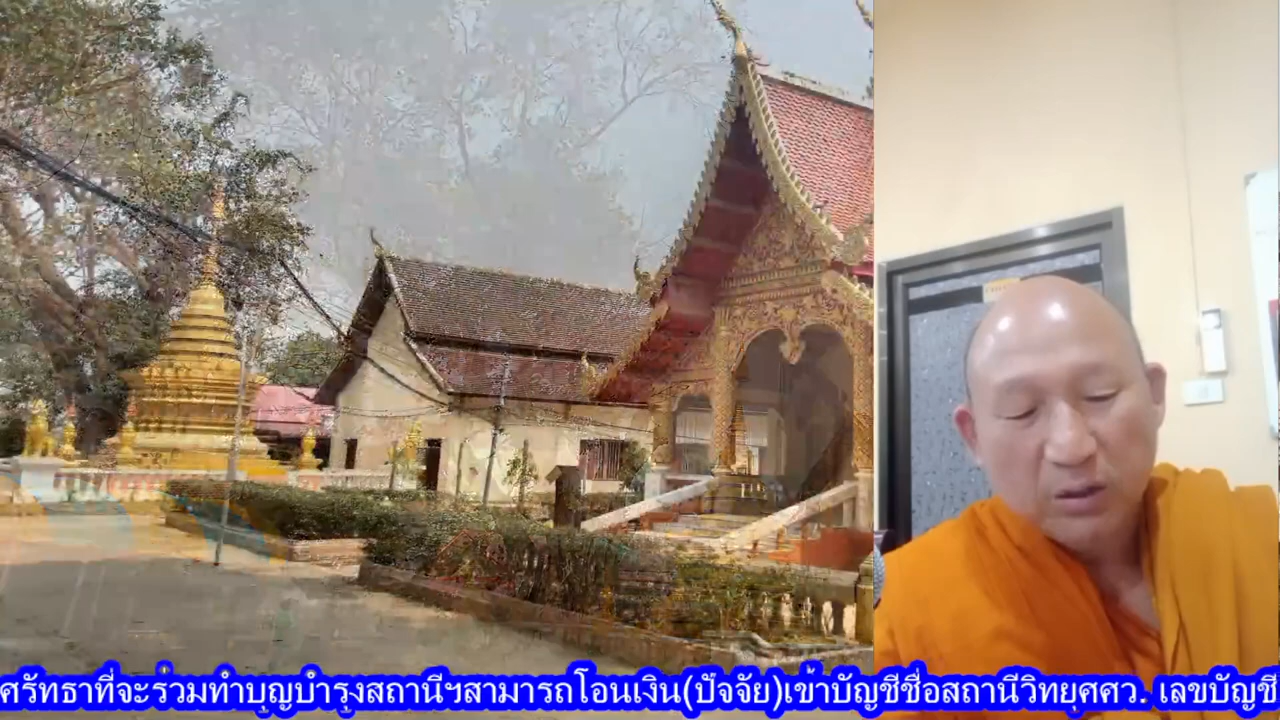 ศรัทธาที่จะร่วมทำบุญบำรุงสถานีฯสามารถโอนเงิน(ปัจจัย)เข้าบัญชีชื่อสถานีวิทยุศศว. เลขบัญชี